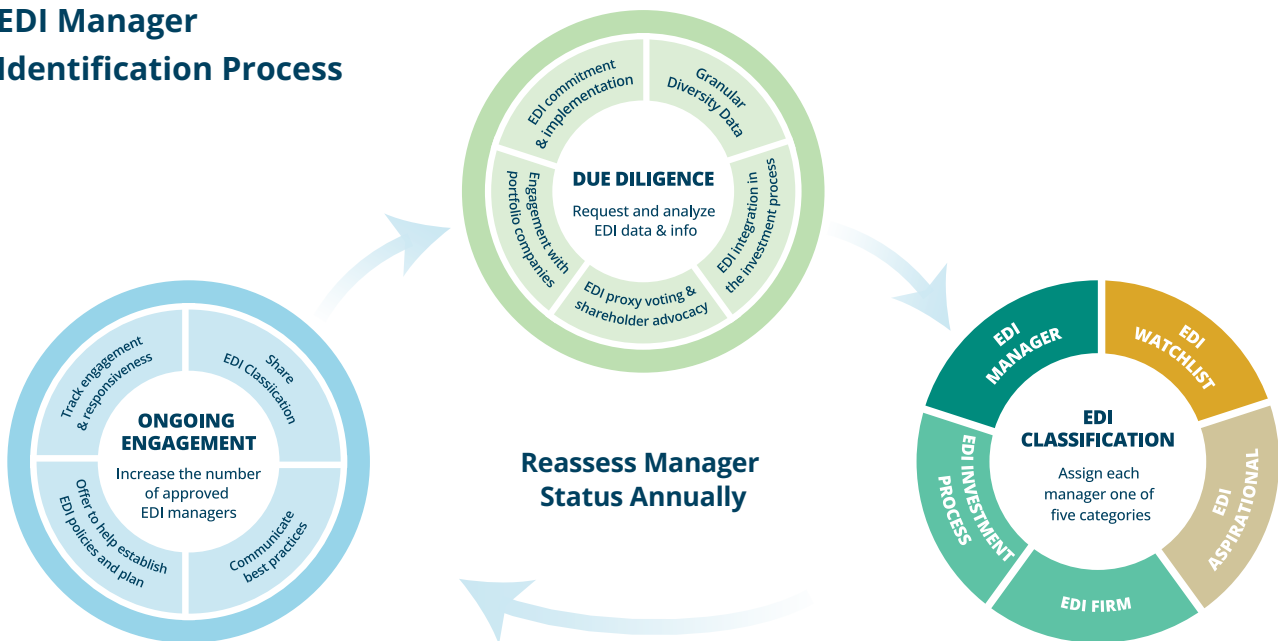 EDI Manager
Identification Process
EDI commitment
& implementation
Granular
Diversity Data
EDI integration in
the investment process
EDI proxy voting &
shareholder advocacy
Engagement with
portfolio companies
DUE DILIGENCE
Request and analyze
EDI data & info
EDI
MANAGER
EDI
WATCHLIST
EDI
ASPIRATIONAL
EDI FIRM
EDI INVESTMENT
PROCESS
EDI
CLASSIFICATION
Assign each
manager one of
five categories
Track engagement
& responsiveness
Share
EDI Classication
Communicate
best practices
Offer to help establish
EDI policies and plan
ONGOING
ENGAGEMENT
Increase the number
of approved
EDI managers
Reassess Manager
Status Annually